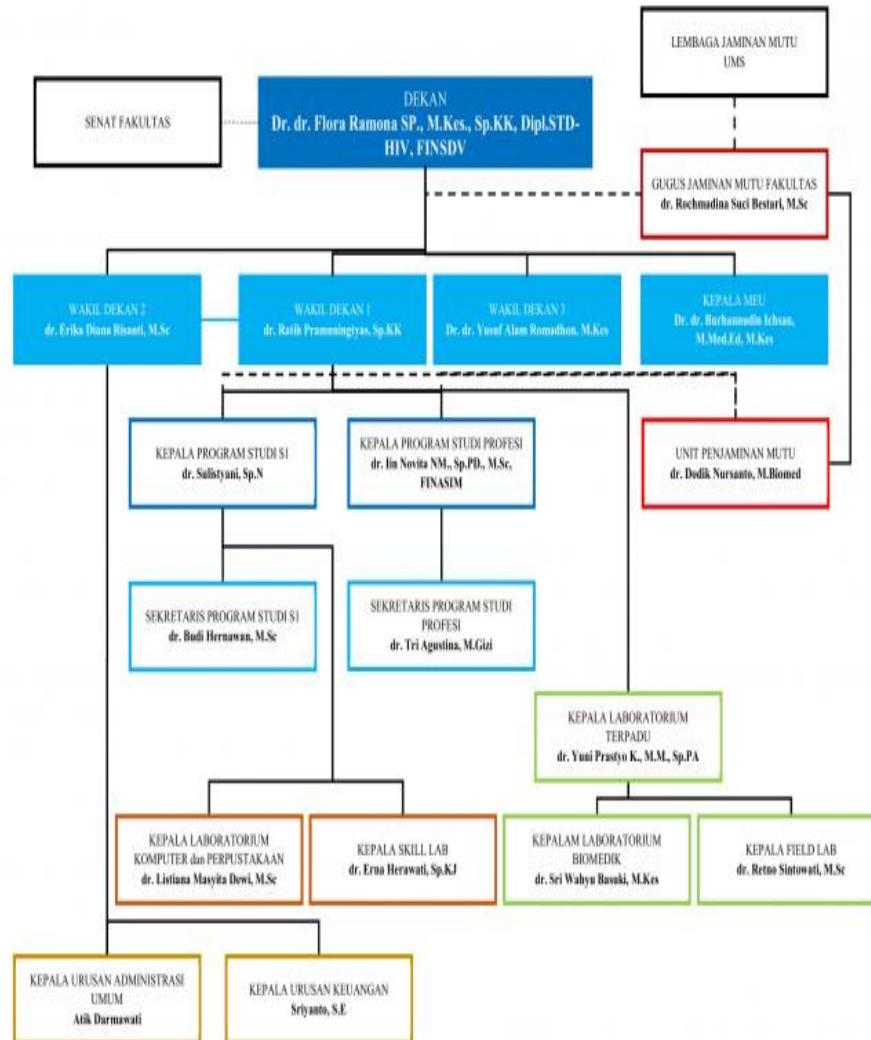 LEMBAGA JAMINAN MUTU
UMS
SENAT FAKULTAS
DEKAN
Dr. dr. Flora Ramona SP., M.Kes., Sp.KK, Dipl.STD-
HIV, FINSDV
GUGUS JAMINAN MUTU FAKULTAS
dr. Rochmadina Suci Bestari, M.Sc
WAKIL DEKAN 2
dr. Erika Diana Risanti, M.Sc
WAKIL DEKAN 1
dr. Ratih Pramuningtyas, Sp.KK
WAKIL DEKAN 3
Dr. dr. Yusuf Alam Romadhon, M.Kes
KEPALA MEU
Dr. dr. Burhannudin Ichsan,
M.Med.Ed, M.Kes
KEPALA PROGRAM STUDI S1
dr. Sulistyani, Sp.N
KEPALA PROGRAM STUDI PROFESI
dr. Iin Novita NM., Sp.PD., M.Sc,
FINASIM
UNIT PENJAMINAN MUTU
dr. Dodik Nursanto, M.Biomed
SEKRETARIS PROGRAM STUDI S1
dr. Budi Hernawan, M.Sc
SEKRETARIS PROGRAM STUDI
PROFESI
dr. Tri Agustina, M.Gizi
KEPALA LABORATORIUM
TERPADU
dr. Yuni Prastyo K., M.M., Sp.PA
KEPALA LABORATORIUM
KOMPUTER dan PERPUSTAKAAN
dr. Listiana Masyita Dewi, M.Sc
KEPALA SKILL LAB
dr. Erna Herawati, Sp.KJ
KEPALAM LABORATORIUM
BIOMEDIK
dr. Sri Wahyu Basuki, M.Kes
KEPALA FIELD LAB
dr. Retno Sintowati, M.Sc
KEPALA URUSAN ADMINISTRASI
UMUM
Atik Darmawati
KEPALA URUSAN KEUANGAN
Sriyanto, S.E